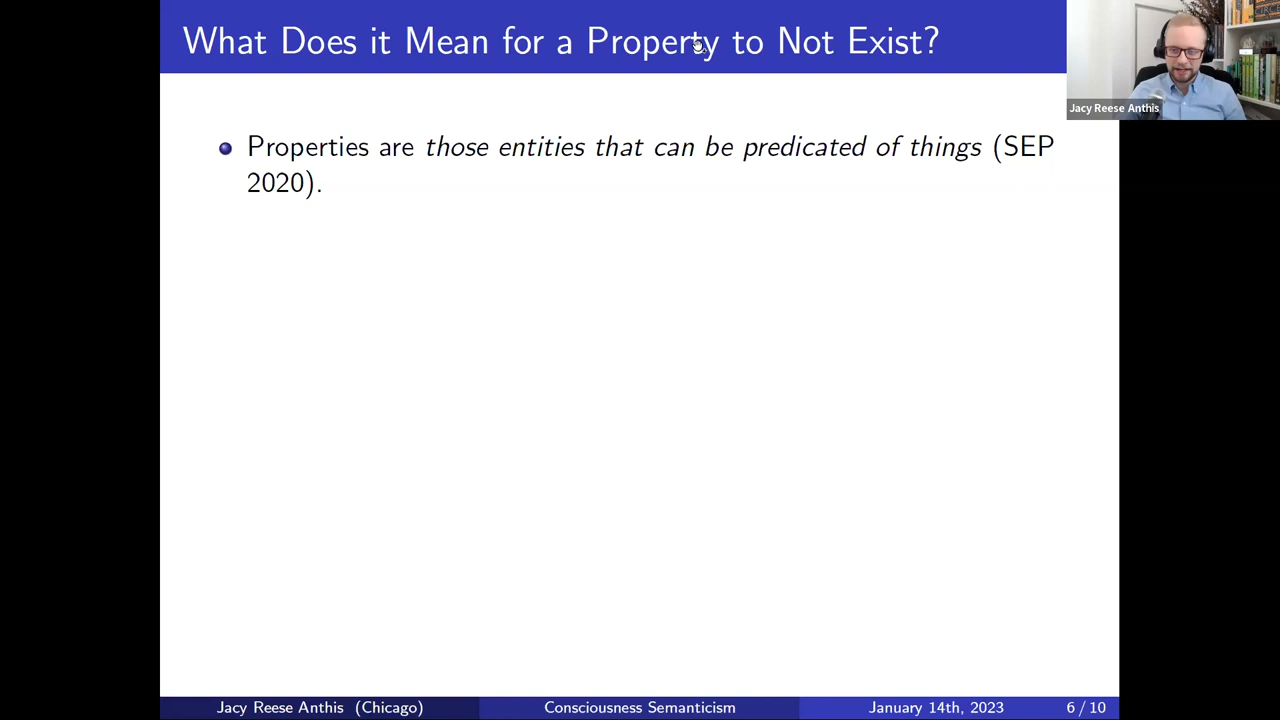 What Does it Mean for a Property to Not Exist?
Jacy Reese Anthis
Properties are those entities that can be predicated of things (SEP
2020).
Jacy Reese Anthis (Chicago)
Consciousness Semanticism
January 14th, 2023
6 / 10